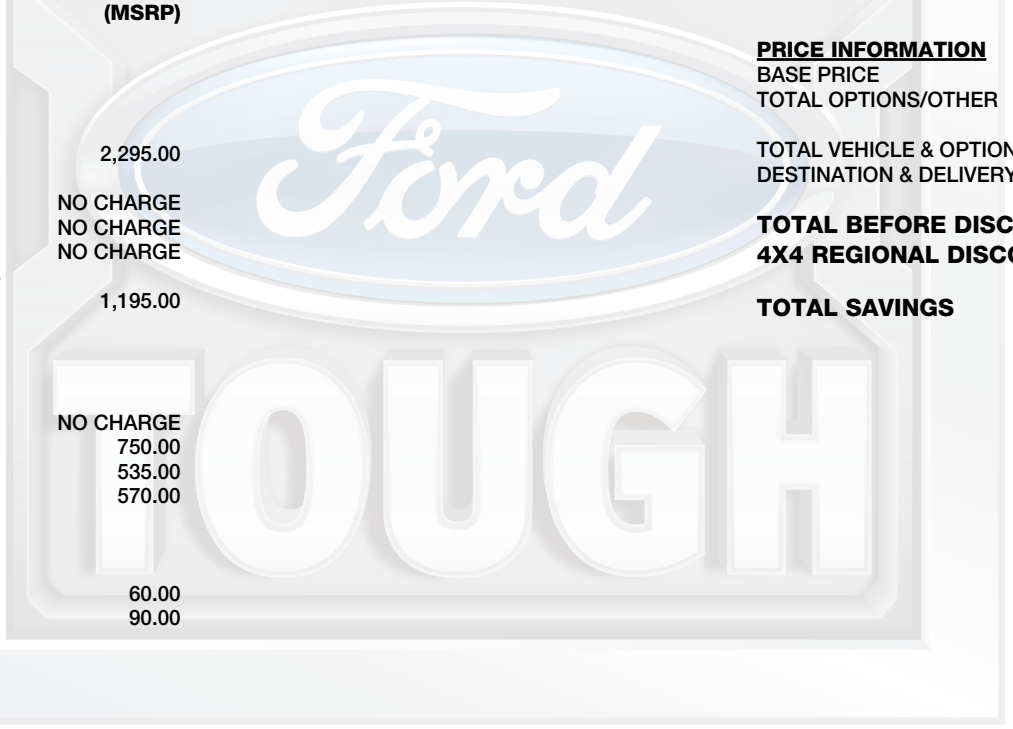 (MSRP)
2,295.00
NO CHARGE
NO CHARGE
NO CHARGE
1,195.00
NO CHARGE
750.00
535.00
570.00
60.00
90.00
PRICE INFORMATION
BASE PRICE
TOTAL OPTIONS/OTHER
TOTAL VEHICLE & OPTION
DESTINATION & DELIVERY
TOTAL BEFORE DISC
4X4 REGIONAL DISCO
TOTAL SAVINGS
Ford
TOUGH